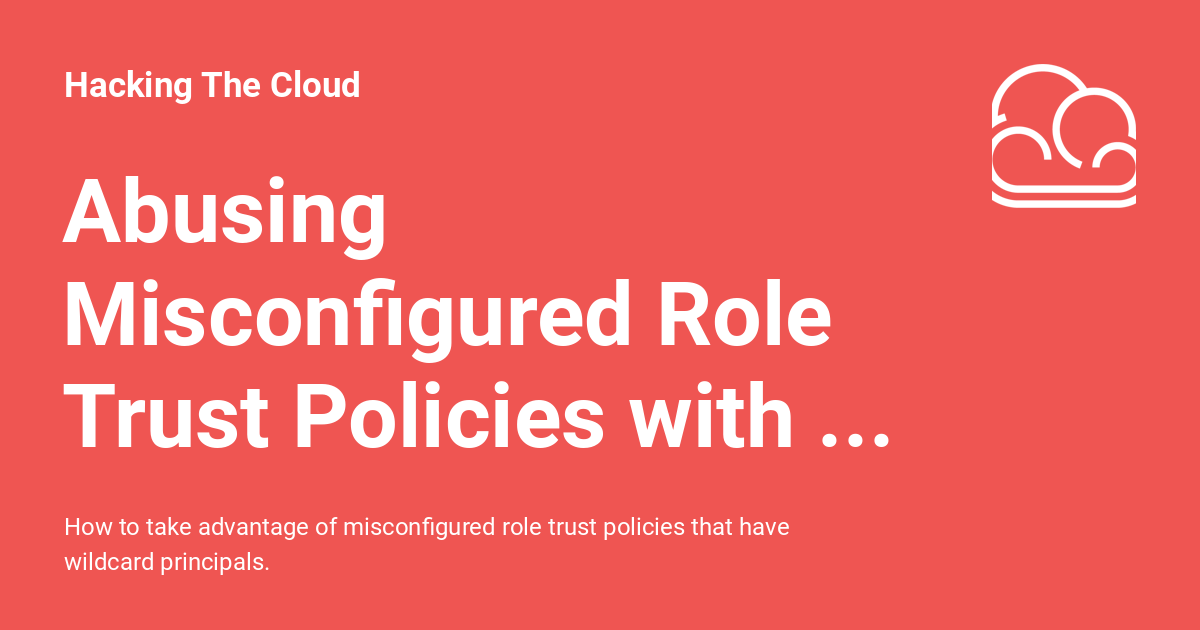 Hacking The Cloud
Abusing
Misconfigured Role
Trust Policies with ...
How to take advantage of misconfigured role trust policies that have
wildcard principals.